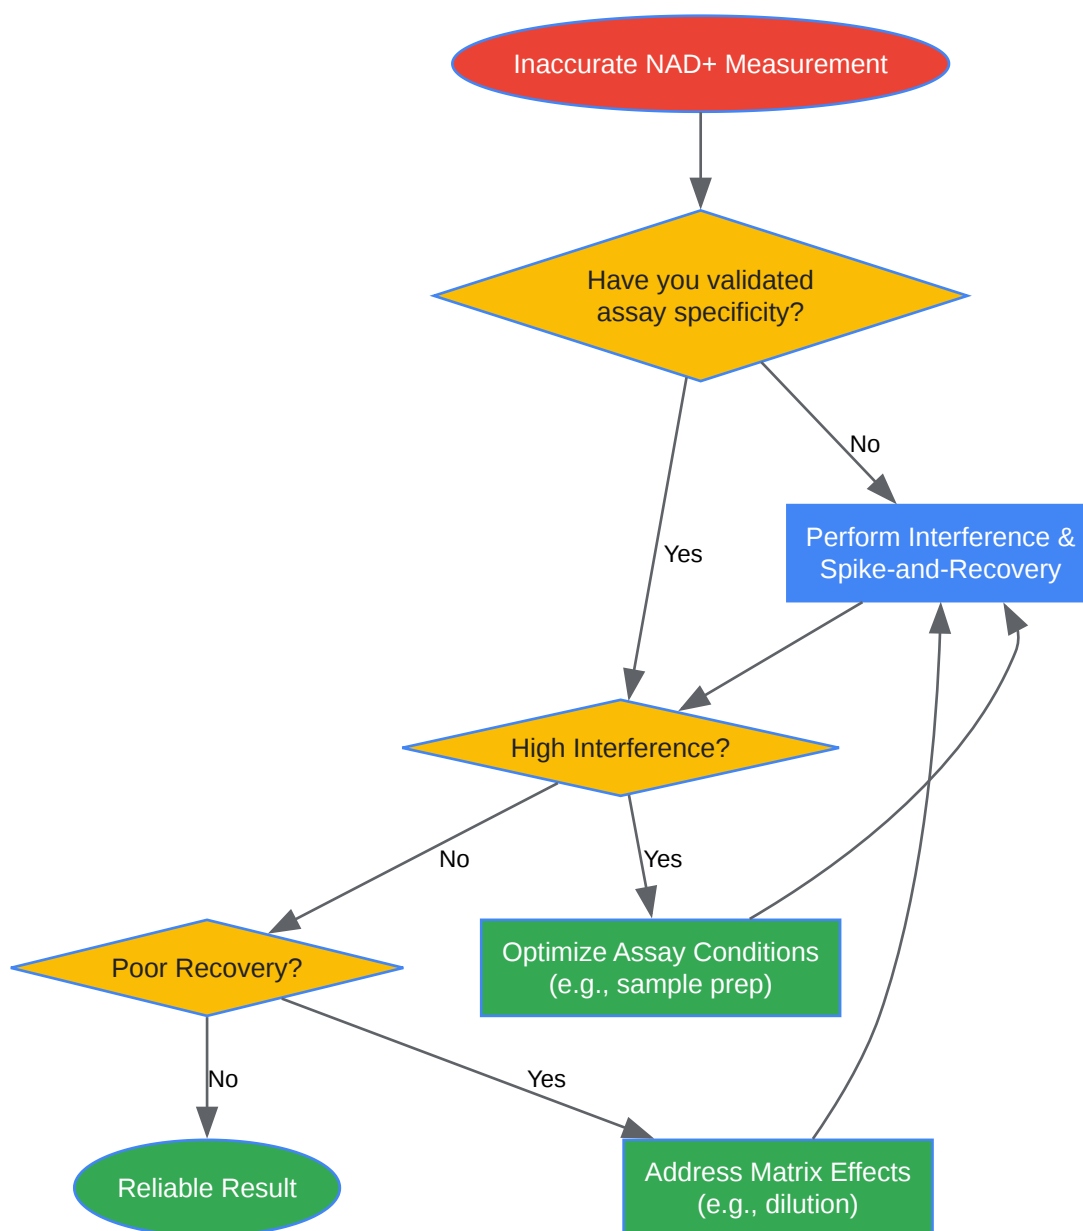 Inaccurate NAD+ Measurement
Have you validated
assay specificity?
No
Perform Interference &
Spike-and-Recovery
Yes
High Interference?
No
Yes
Optimize Assay Conditions
(e.g., sample prep)
Poor Recovery?
No
Yes
Reliable Result
Address Matrix Effects
(e.g., dilution)